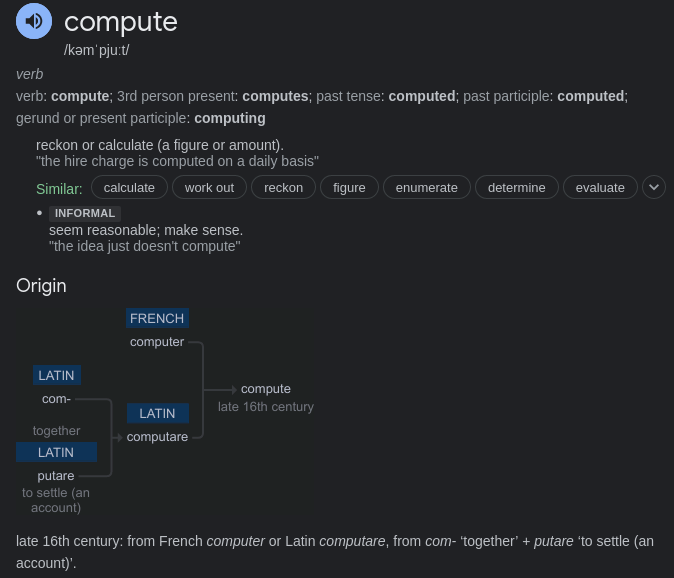 compute
/kəmˈpjuːt/
verb
verb: compute; 3rd person present: computes; past tense: computed; past participle: computed;
gerund or present participle: computing
reckon or calculate (a figure or amount).
"the hire charge is computed on a daily basis"
Similar: calculate work out reckon figure enumerate determine evaluate
• INFORMAL
seem reasonable; make sense.
"the idea just doesn't compute"
Origin
FRENCH
computer
LATIN
com-
together
LATIN
putare
to settle (an
account)
LATIN
computare
compute
late 16th century
late 16th century: from French computer or Latin computare, from com- ‘together’ + putare ‘to settle (an
account)’.